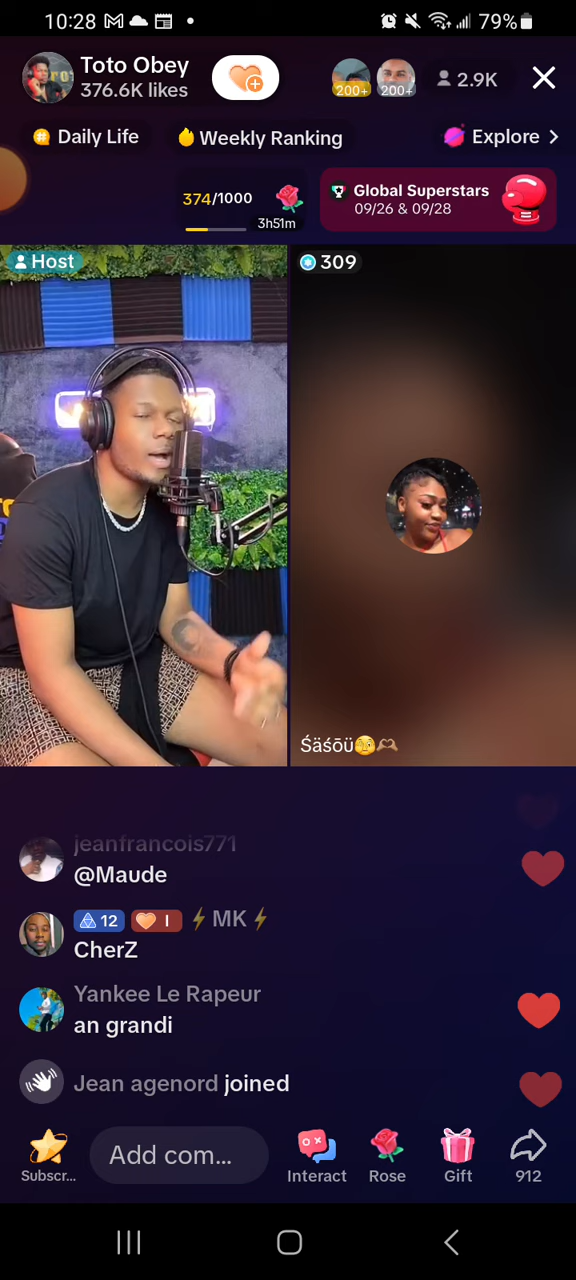 10:28
79%
Toto Obey
376.6K likes
200+
200+
2.9K
Daily Life
Weekly Ranking
Explore
374/1000
3h51m
Global Superstars
09/26 & 09/28
Host
309
Śäśōü🫣🫶🏽
jeanfrancois771
@Maude
12
I
⚡MK⚡
CherZ
Yankee Le Rapeur
an grandi
Jean agenord joined
Subscr...
Add com...
Interact
Rose
Gift
912